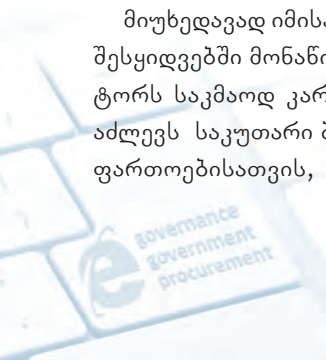 მიუხედავად იმისა
შესყიდვებში მონაწი
ტორს საკმაოდ კარ
აძლევს საკუთარი ბ
ფართოებისათვის,
e governance
government
procurement